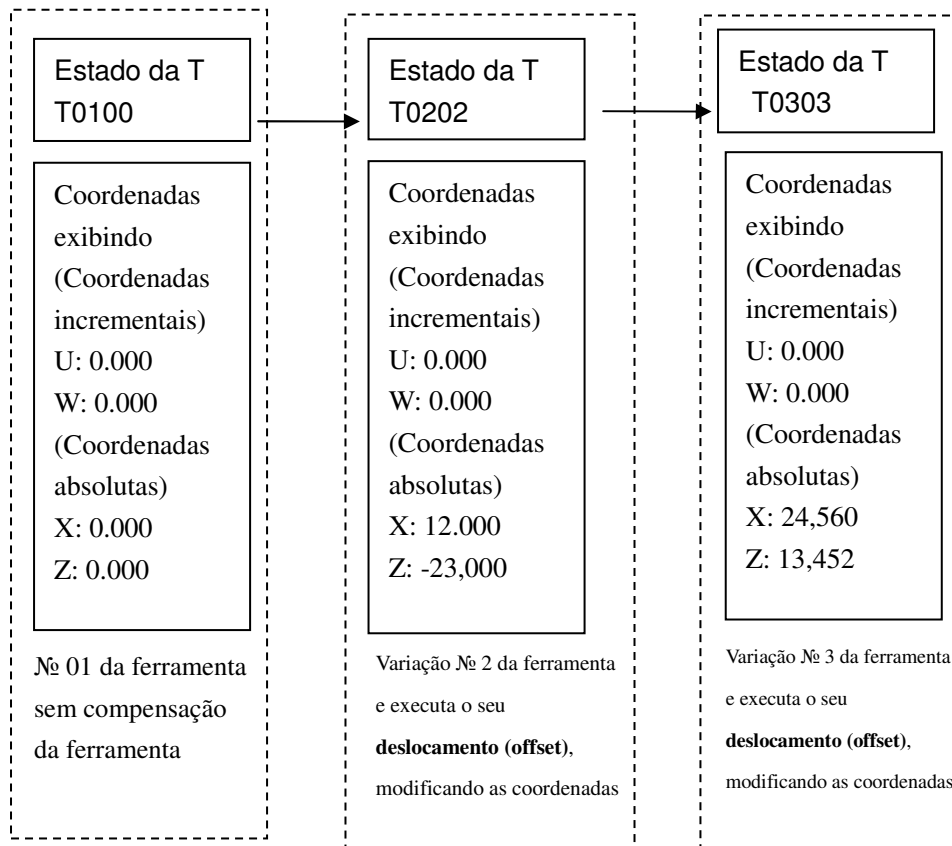 Estado da T
T0100
Coordenadas
exibindo
(Coordenadas
incrementais)
U: 0.000
W: 0.000
(Coordenadas
absolutas)
X: 0.000
Z: 0.000
№ 01 da ferramenta
sem compensação
da ferramenta
Estado da T
T0202
Coordenadas
exibindo
(Coordenadas
incrementais)
U: 0.000
W: 0.000
(Coordenadas
absolutas)
X: 12.000
Z: -23,000
Variação № 2 da ferramenta
e executa o seu
deslocamento (offset),
modificando as coordenadas
Estado da T
T0303
Coordenadas
exibindo
(Coordenadas
incrementais)
U: 0.000
W: 0.000
(Coordenadas
absolutas)
X: 24,560
Z: 13,452
Variação № 3 da ferramenta
e executa o seu
deslocamento (offset),
modificando as coordenadas